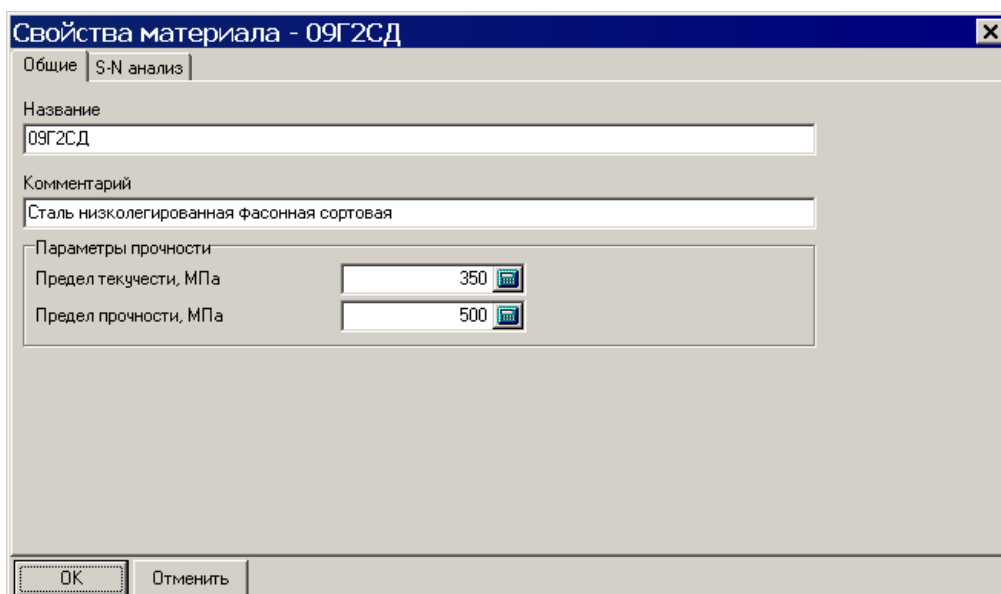 Свойства материала - 09Г2СД
Общие
S-N анализ
Название
09Г2СД
Комментарий
Сталь низколегированная фасонная сортовая
Параметры прочности
Предел текучести, МПа 350
Предел прочности, МПа 500
OK Отменить